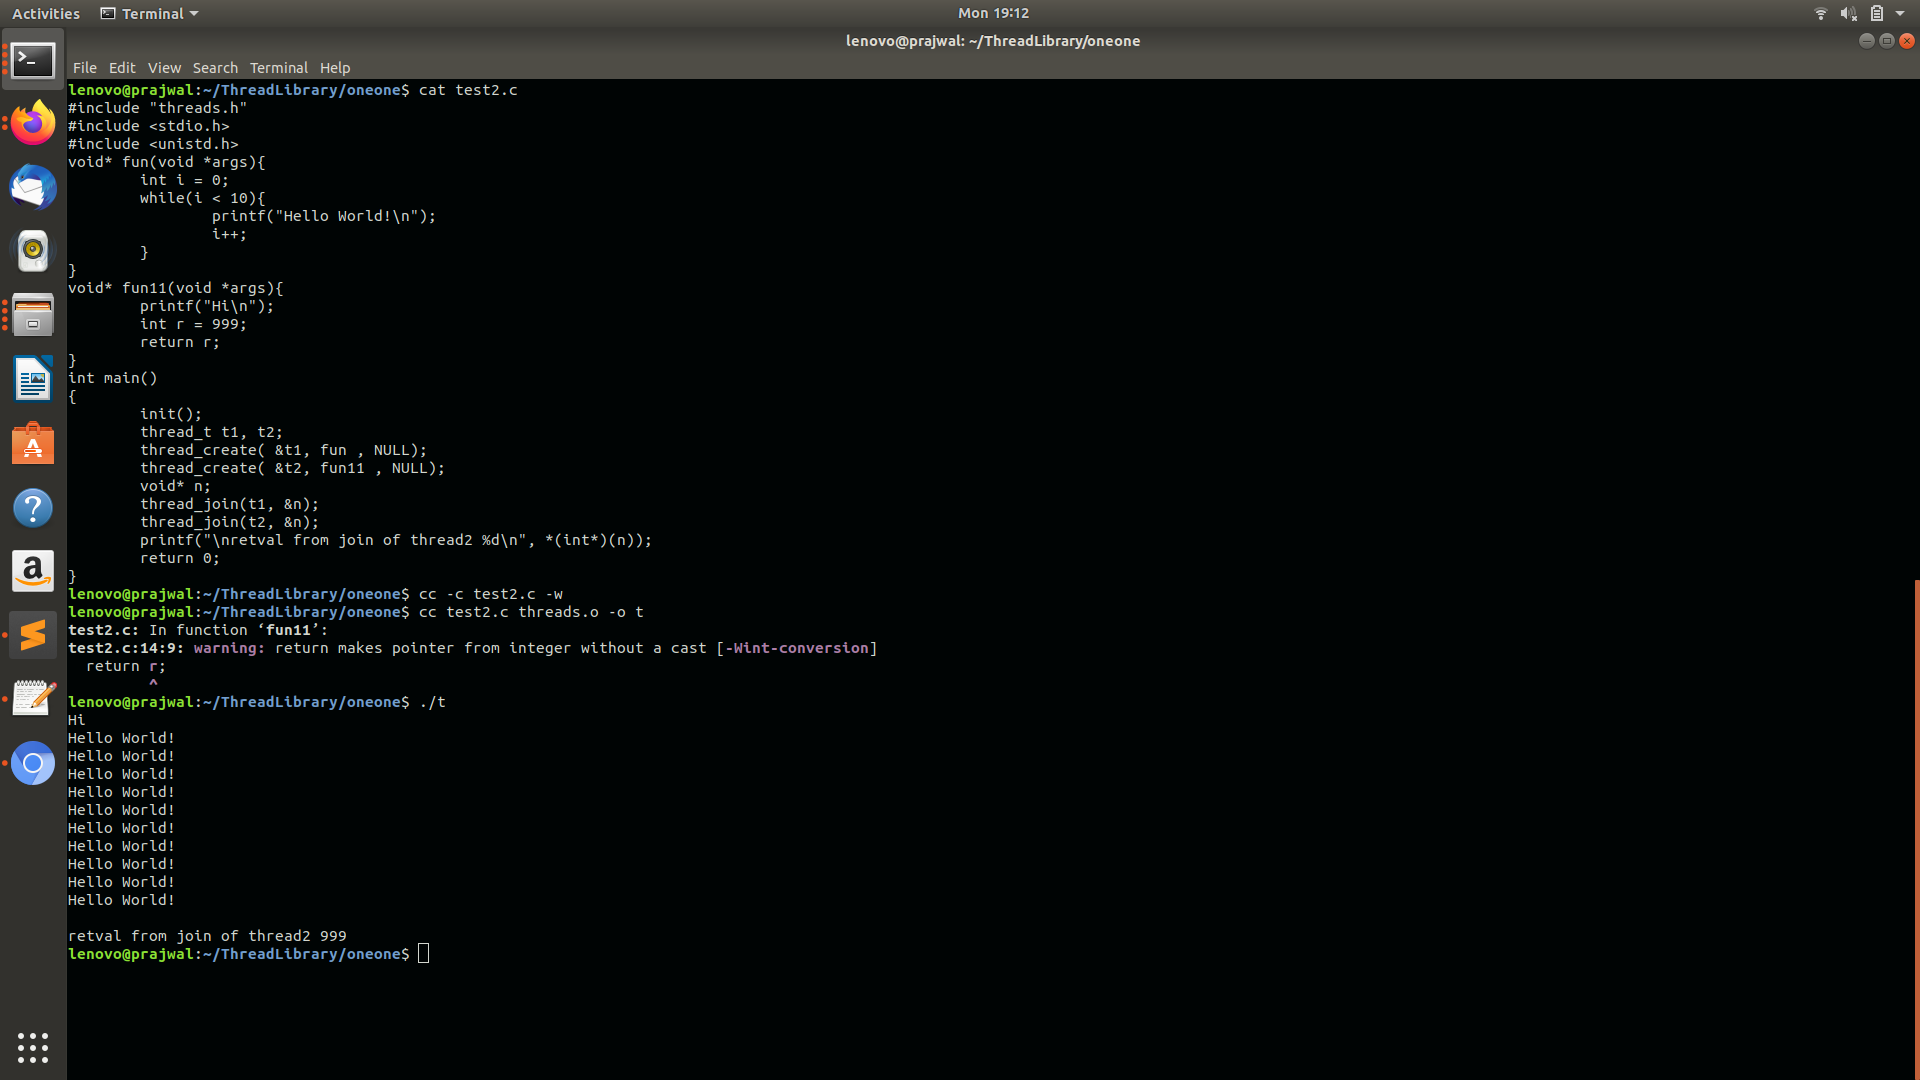 Activities Terminal Mon 19:12
lenovo@prajwal: ~/ThreadLibrary/oneone
File Edit View Search Terminal Help
lenovo@prajwal:~/ThreadLibrary/oneone$ cat test2.c
#include "threads.h"
#include <stdio.h>
#include <unistd.h>
void* fun(void *args){
        int i = 0;
        while(i < 10){
                printf("Hello World!\n");
                i++;
        }
}
void* fun11(void *args){
        printf("Hi\n");
        int r = 999;
        return r;
}
int main()
{
        init();
        thread_t t1, t2;
        thread_create( &t1, fun , NULL);
        thread_create( &t2, fun11 , NULL);
        void* n;
        thread_join(t1, &n);
        thread_join(t2, &n);
        printf("\nretval from join of thread2 %d\n", *(int*)(n));
        return 0;
}
lenovo@prajwal:~/ThreadLibrary/oneone$ cc -c test2.c -w
lenovo@prajwal:~/ThreadLibrary/oneone$ cc test2.c threads.o -o t
test2.c: In function ‘fun11’:
test2.c:14:9: warning: return makes pointer from integer without a cast [-Wint-conversion]
  return r;
         ^
lenovo@prajwal:~/ThreadLibrary/oneone$ ./t
Hi
Hello World!
Hello World!
Hello World!
Hello World!
Hello World!
Hello World!
Hello World!
Hello World!
Hello World!
Hello World!

retval from join of thread2 999
lenovo@prajwal:~/ThreadLibrary/oneone$